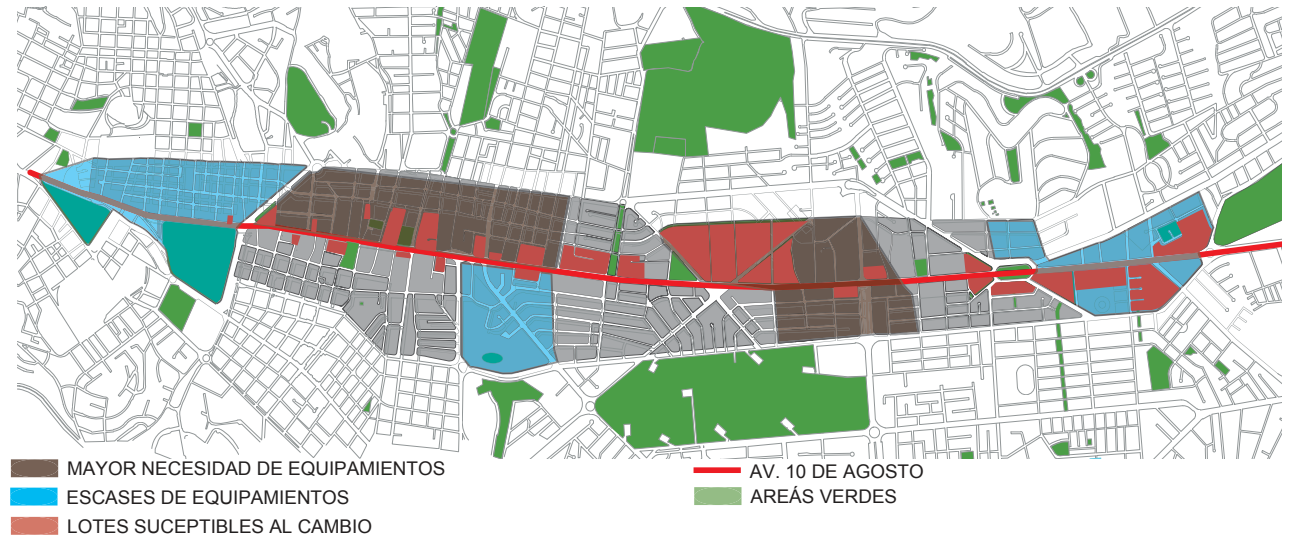 MAYOR NECESIDAD DE EQUIPAMIENTOS
ESCASES DE EQUIPAMIENTOS
LOTES SUCEPTIBLES AL CAMBIO
AV. 10 DE AGOSTO
AREÁS VERDES